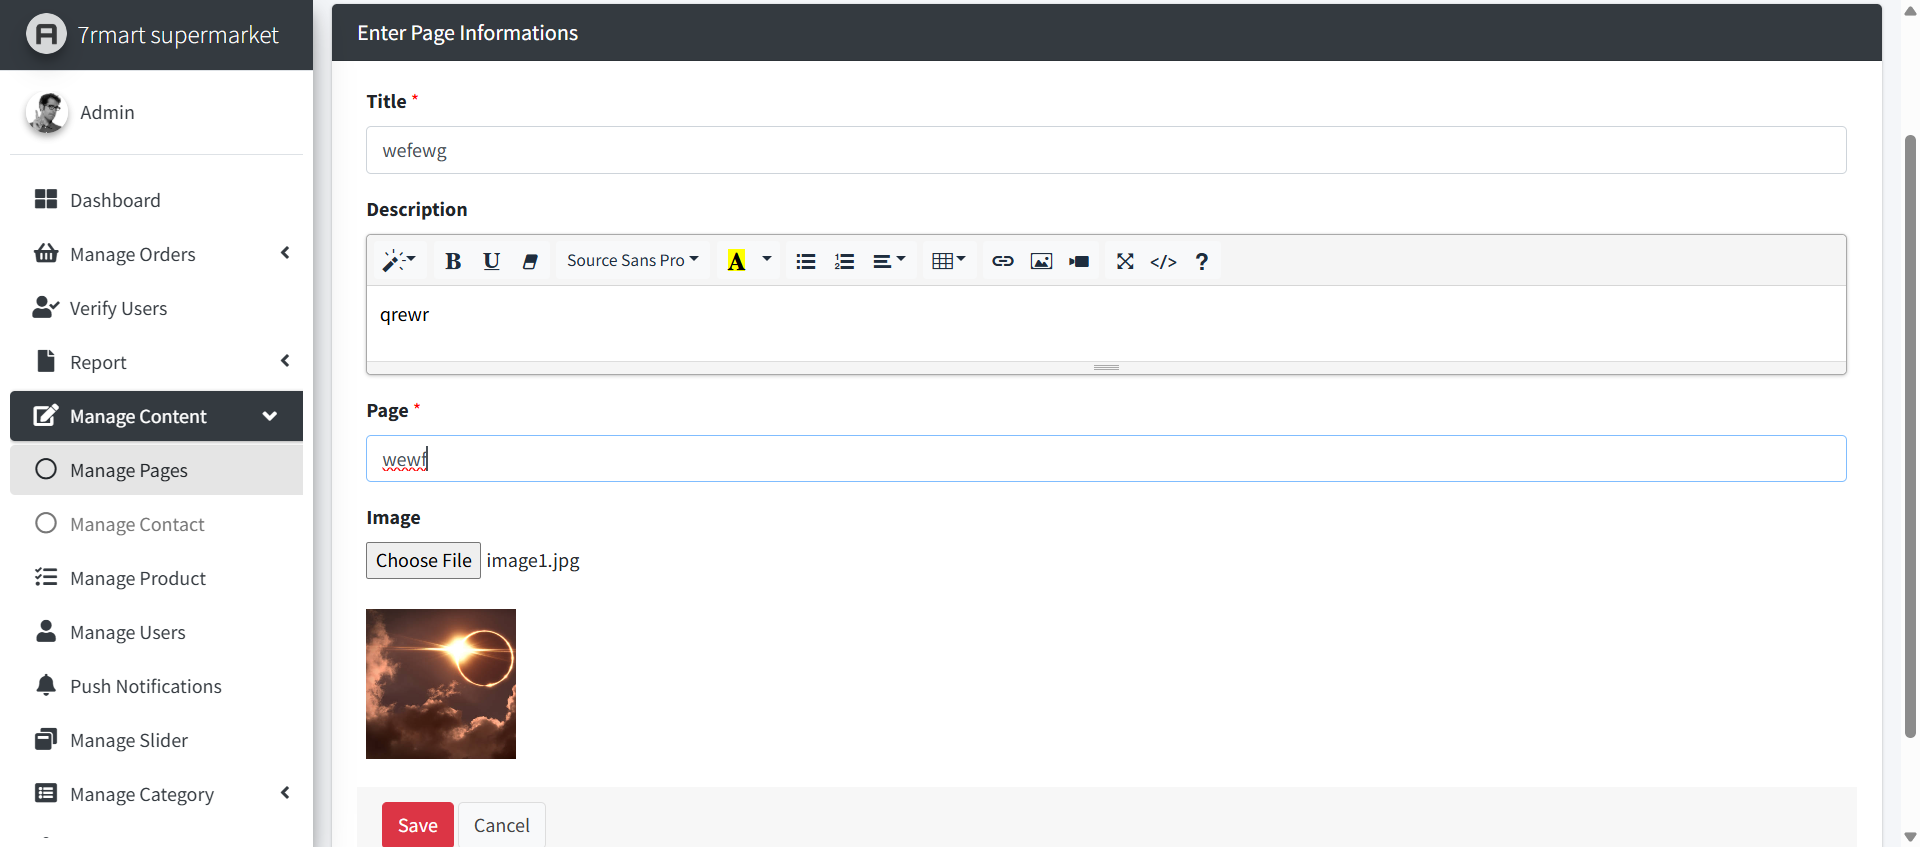 7rmart supermarket
Admin
Dashboard
Manage Orders
Verify Users
Report
Manage Content
Manage Pages
Manage Contact
Manage Product
Manage Users
Push Notifications
Manage Slider
Manage Category
Enter Page Informations
Title *
wefewg
Description
B U Source Sans Pro A </> ?
qrewr
Page *
wewf
Image
Choose File image1.jpg
Save Cancel